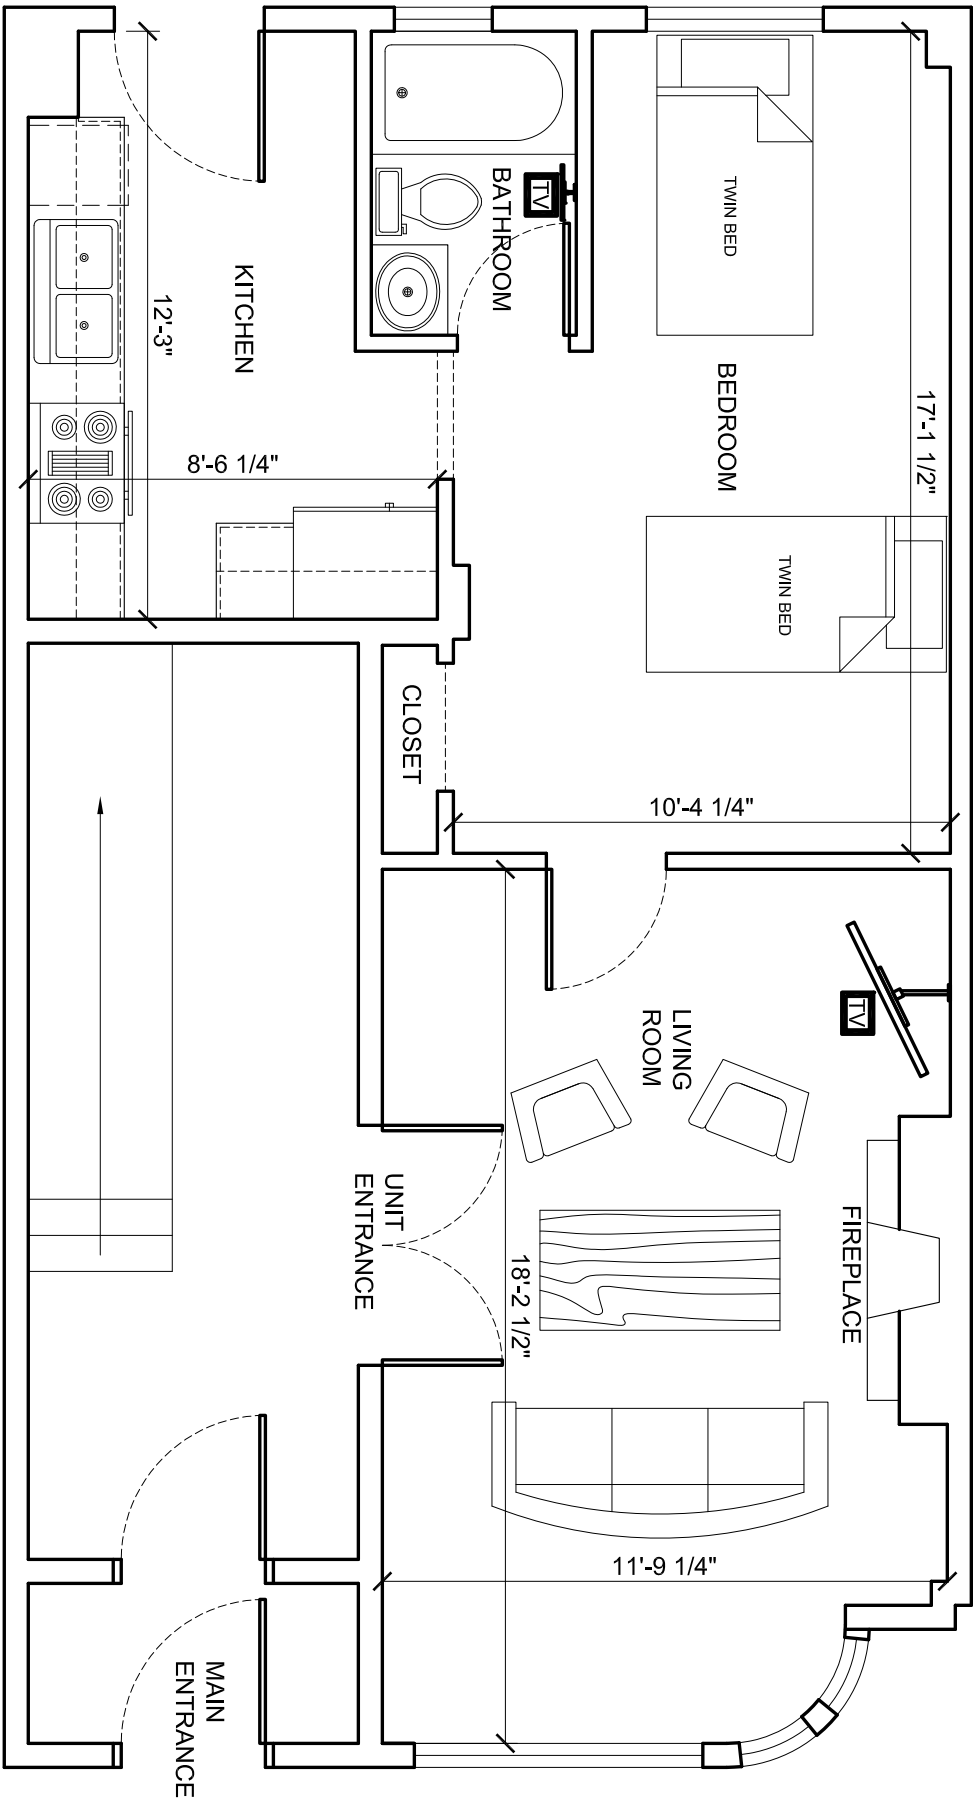 KITCHEN
12'-3"
8'-6 1/4"
BATHROOM
TV
TWIN BED
BEDROOM
17'-1 1/2"
TWIN BED
CLOSET
10'-4 1/4"
LIVING
ROOM
TV
FIREPLACE
UNIT
ENTRANCE
18'-2 1/2"
11'-9 1/4"
MAIN
ENTRANCE